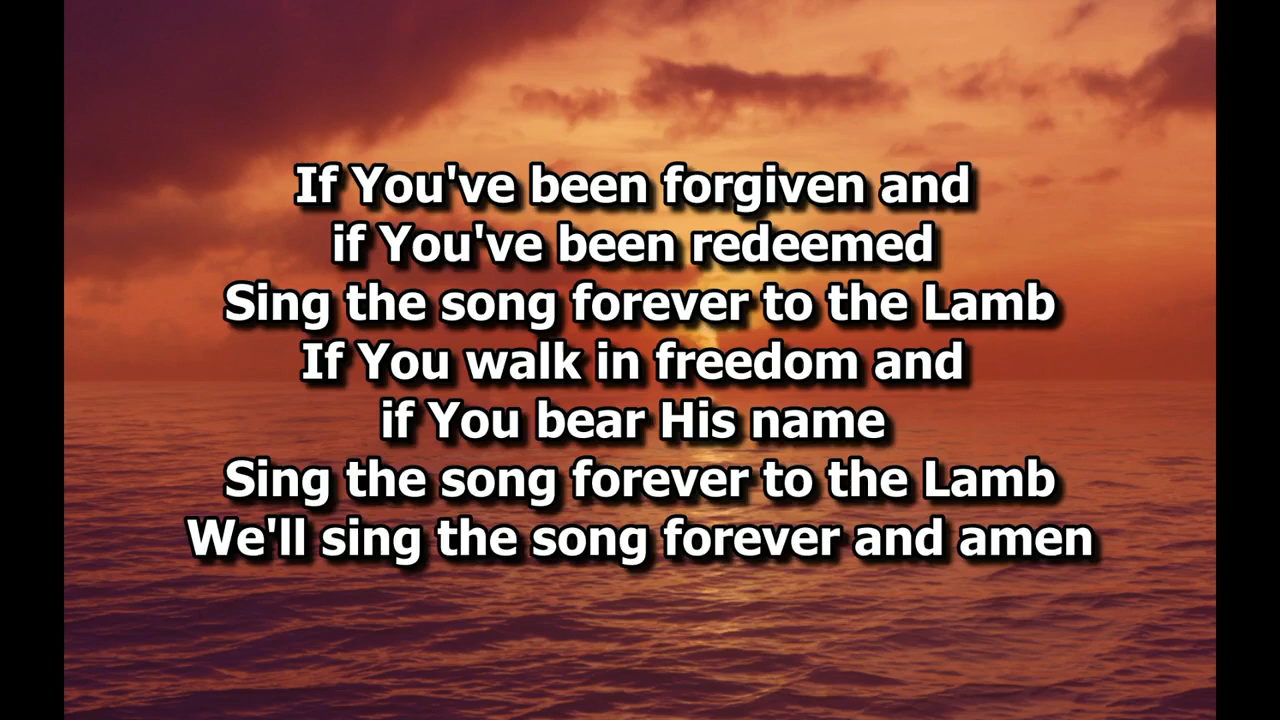 If You've been forgiven and
if You've been redeemed
Sing the song forever to the Lamb
If You walk in freedom and
if You bear His name
Sing the song forever to the Lamb
We'll sing the song forever and amen